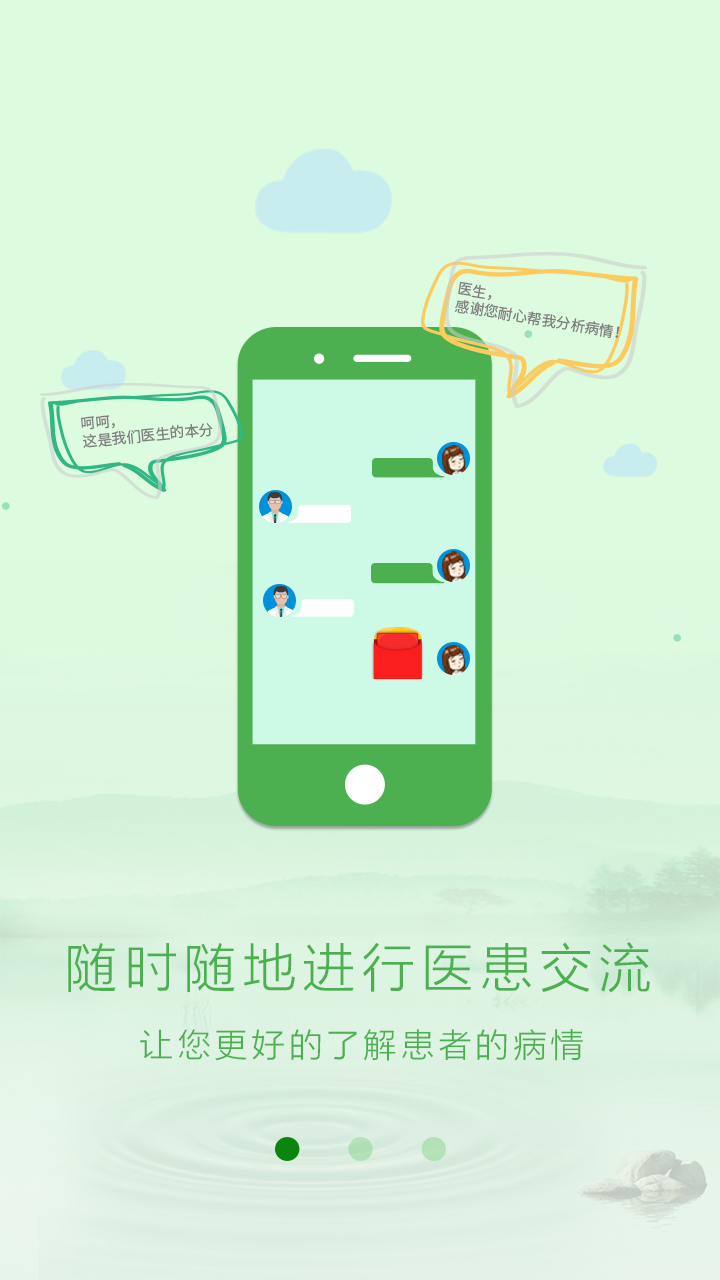 医生，
感谢您耐心帮我分析病情！
呵呵，
这是我们医生的本分
随时随地进行医患交流
让您更好的了解患者的病情